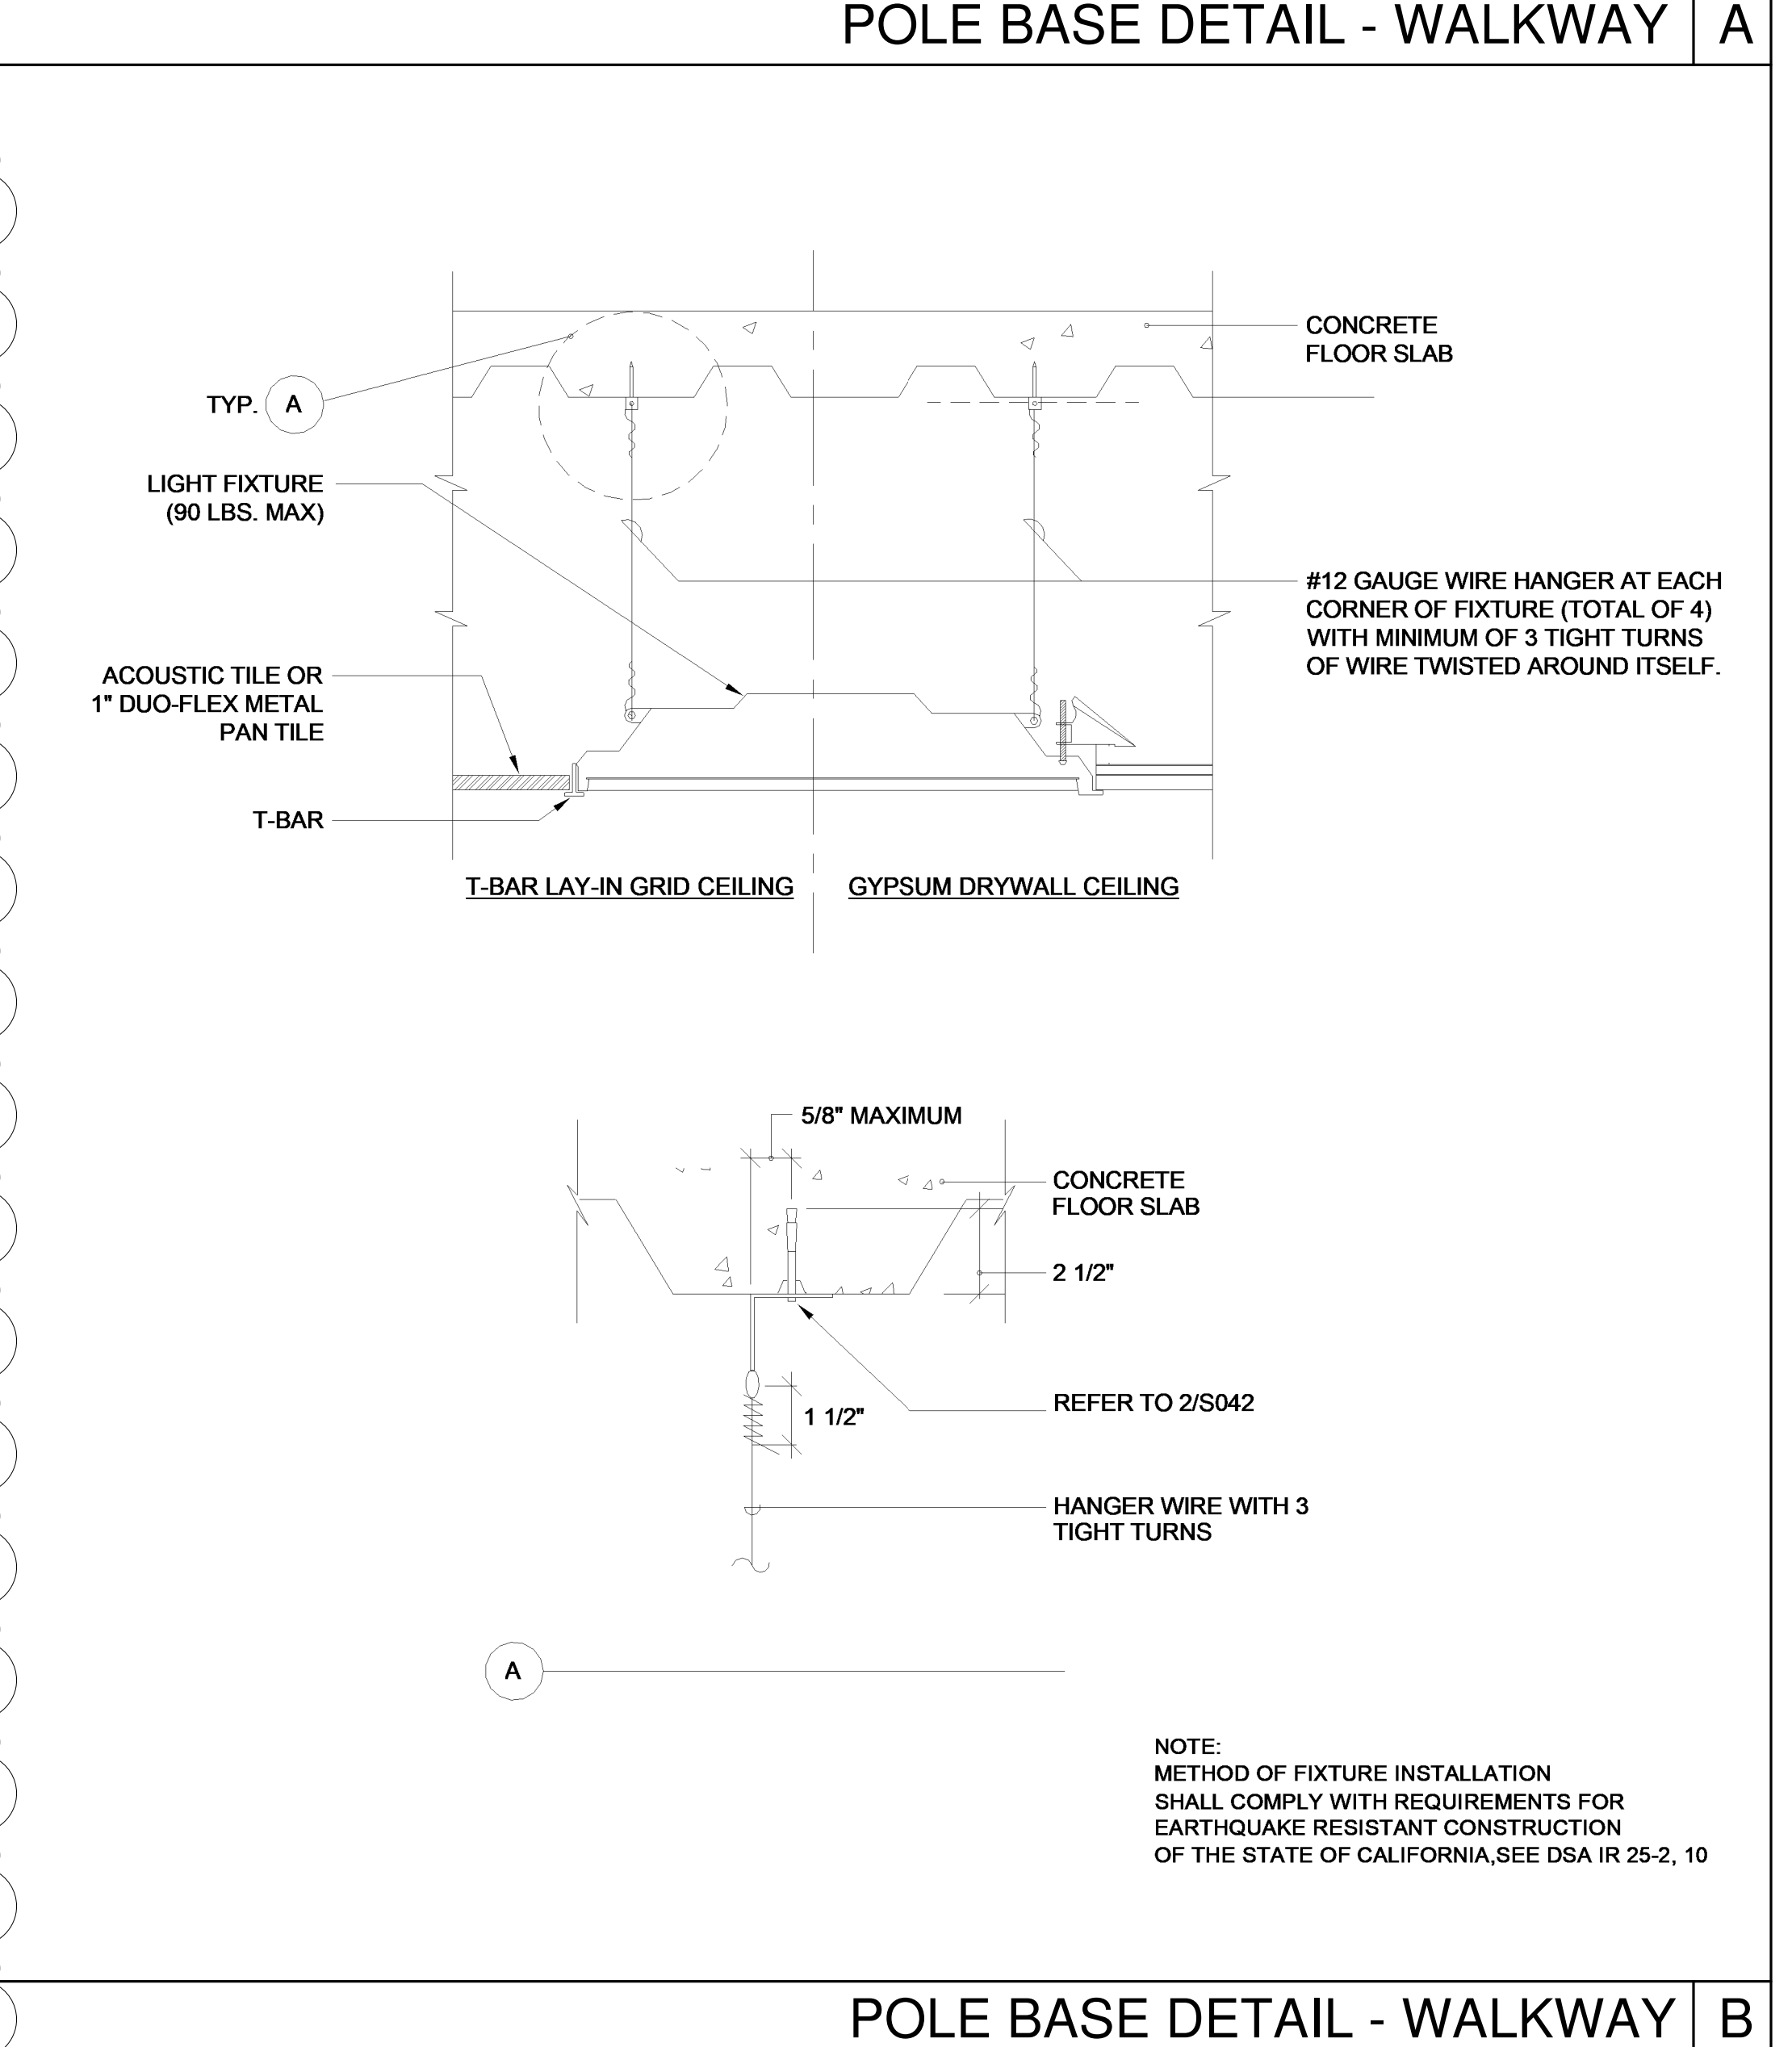 POLE BASE DETAIL - WALKWAY A
CONCRETE
FLOOR SLAB
TYP. A
LIGHT FIXTURE
(90 LBS. MAX)
#12 GAUGE WIRE HANGER AT EACH
CORNER OF FIXTURE (TOTAL OF 4)
WITH MINIMUM OF 3 TIGHT TURNS
OF WIRE TWISTED AROUND ITSELF.
ACOUSTIC TILE OR
1" DUO-FLEX METAL
PAN TILE
T-BAR
T-BAR LAY-IN GRID CEILING
GYPSUM DRYWALL CEILING
5/8" MAXIMUM
CONCRETE
FLOOR SLAB
2 1/2"
REFER TO 2/S042
1 1/2"
HANGER WIRE WITH 3
TIGHT TURNS
A
NOTE:
METHOD OF FIXTURE INSTALLATION
SHALL COMPLY WITH REQUIREMENTS FOR
EARTHQUAKE RESISTANT CONSTRUCTION
OF THE STATE OF CALIFORNIA,SEE DSA IR 25-2, 10
POLE BASE DETAIL - WALKWAY B